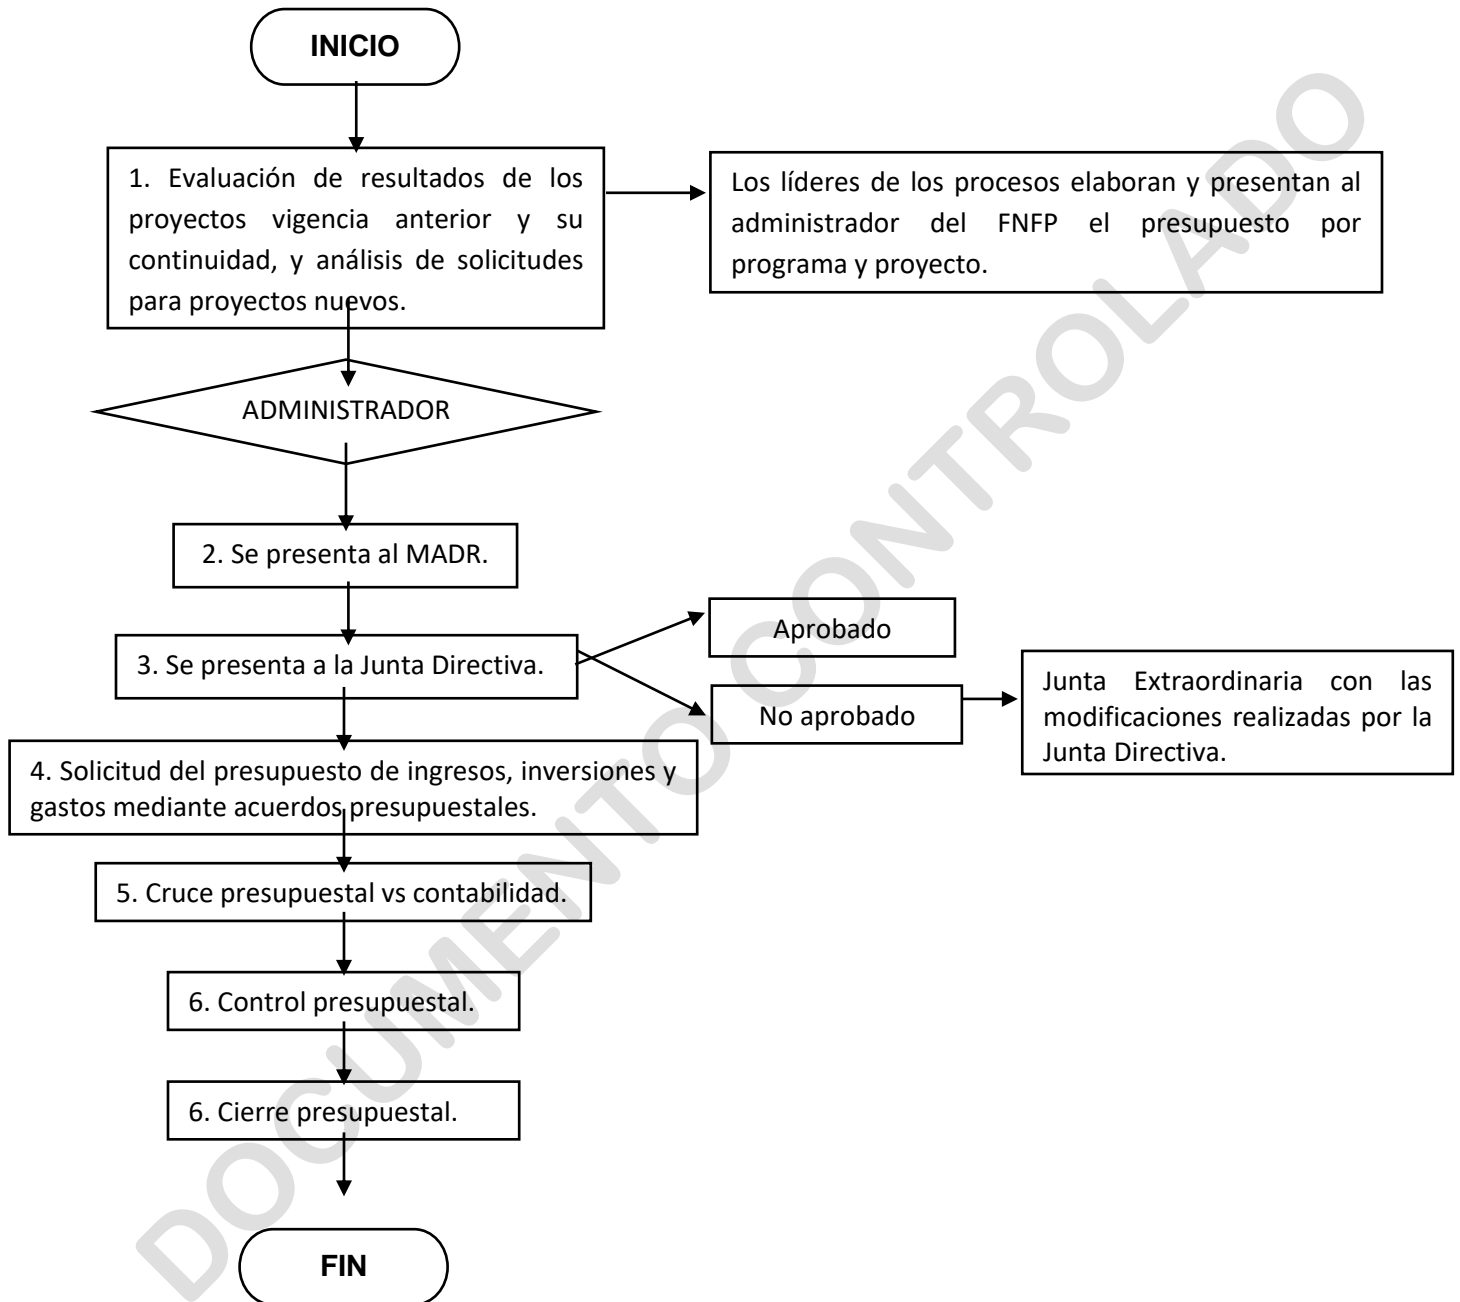 INICIO
1. Evaluación de resultados de los
proyectos vigencia anterior y su
continuidad, y análisis de solicitudes
para proyectos nuevos.
Los líderes de los procesos elaboran y presentan al
administrador del FNFP el presupuesto por
programa y proyecto.
ADMINISTRADOR
2. Se presenta al MADR.
3. Se presenta a la Junta Directiva.
Aprobado
No aprobado
Junta Extraordinaria con las
modificaciones realizadas por la
Junta Directiva.
4. Solicitud del presupuesto de ingresos, inversiones y
gastos mediante acuerdos presupuestales.
5. Cruce presupuestal vs contabilidad.
6. Control presupuestal.
6. Cierre presupuestal.
FIN
DOCUMENTO CONTROLADO